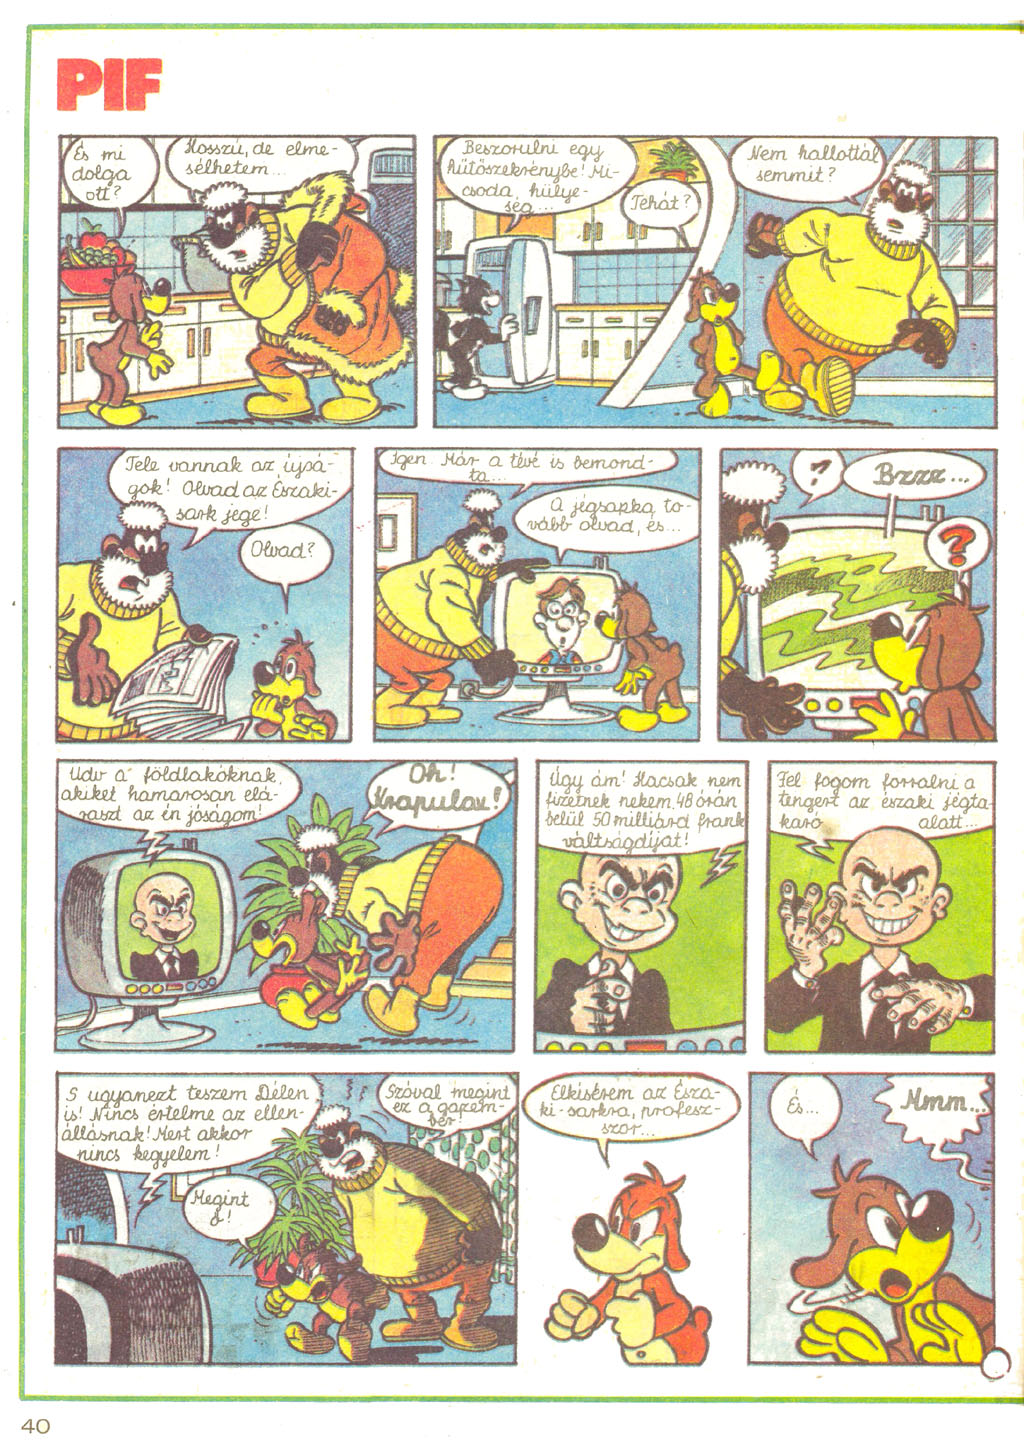 PIF
És mi
dolga
ott?
Hosszú, de elme-
sélhetem...
Beszorulni egy
hűtőszekrénybe! Mi-
csoda hülye-
ség...
Tehát?
Nem hallottál
semmit?
Tele vannak az újsá-
gok! Olvad az Északi-
sark jege!
Olvad?
Igen. Már a tévé is bemond-
ta...
A jégsapka to-
vább olvad, és...
?
Brzzz...
?
Üdv a földlakóknak,
akiket hamarosan elá-
raszt az én jóságom!
Oh!
Krapulax!
Úgy ám! Hacsak nem
fizetnek nekem, 48 órán
belül 50 milliárd frank
váltságdíjat!
Fel fogom forralni a
tengert az északi jégta-
karó alatt...
S ugyanezt teszem Délen
is! Nincs értelme az ellen-
állásnak! Mert akkor
nincs kegyelem!
Megint
ő!
Szóval megint
ez a gazem-
ber!
Elkísérem az Észa-
ki-sarkra, profesz-
szor...
És...
Mmm...
40